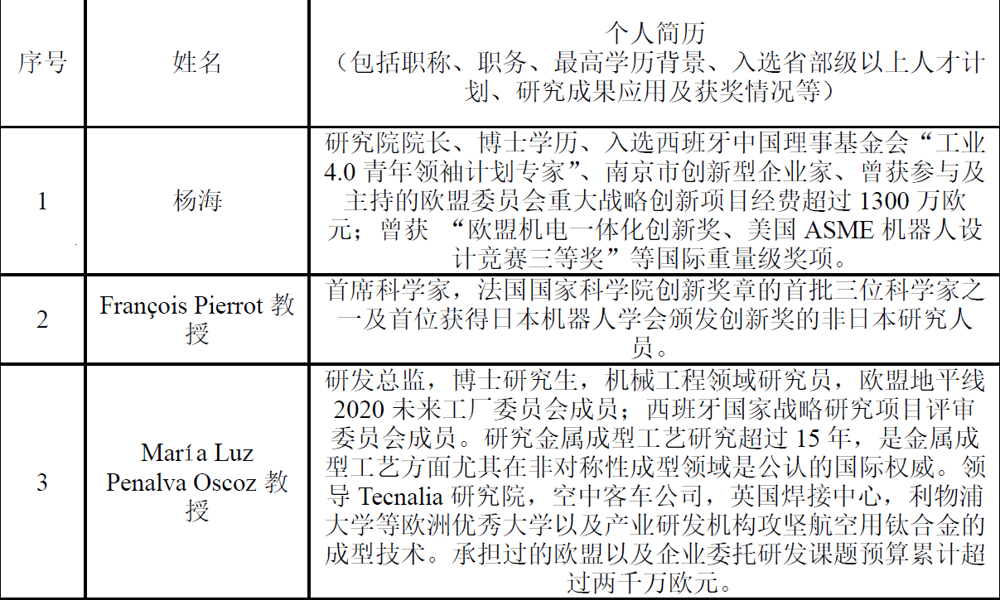 序号
姓名
个人简历
（包括职称、职务、最高学历背景、入选省部级以上人才计
划、研究成果应用及获奖情况等）
1
杨海
研究院院长、博士学历、入选西班牙中国理事基金会“工业
4.0 青年领袖计划专家”、南京市创新型企业家、曾获参与及
主持的欧盟委员会重大战略创新项目经费超过 1300 万欧
元；曾获 “欧盟机电一体化创新奖、美国 ASME 机器人设
计竞赛三等奖”等国际重量级奖项。
2
François Pierrot 教
授
首席科学家，法国国家科学院创新奖章的首批三位科学家之
一及首位获得日本机器人学会颁发创新奖的非日本研究人
员。
3
María Luz
Penalva Oscoz 教
授
研发总监，博士研究生，机械工程领域研究员，欧盟地平线
2020 未来工厂委员会成员；西班牙国家战略研究项目评审
委员会成员。研究金属成型工艺研究超过 15 年，是金属成
型工艺方面尤其在非对称性成型领域是公认的国际权威。领
导 Tecnalia 研究院，空中客车公司，英国焊接中心，利物浦
大学等欧洲优秀大学以及产业研发机构攻坚航空用钛合金的
成型技术。承担过的欧盟以及企业委托研发课题预算累计超
过两千万欧元。